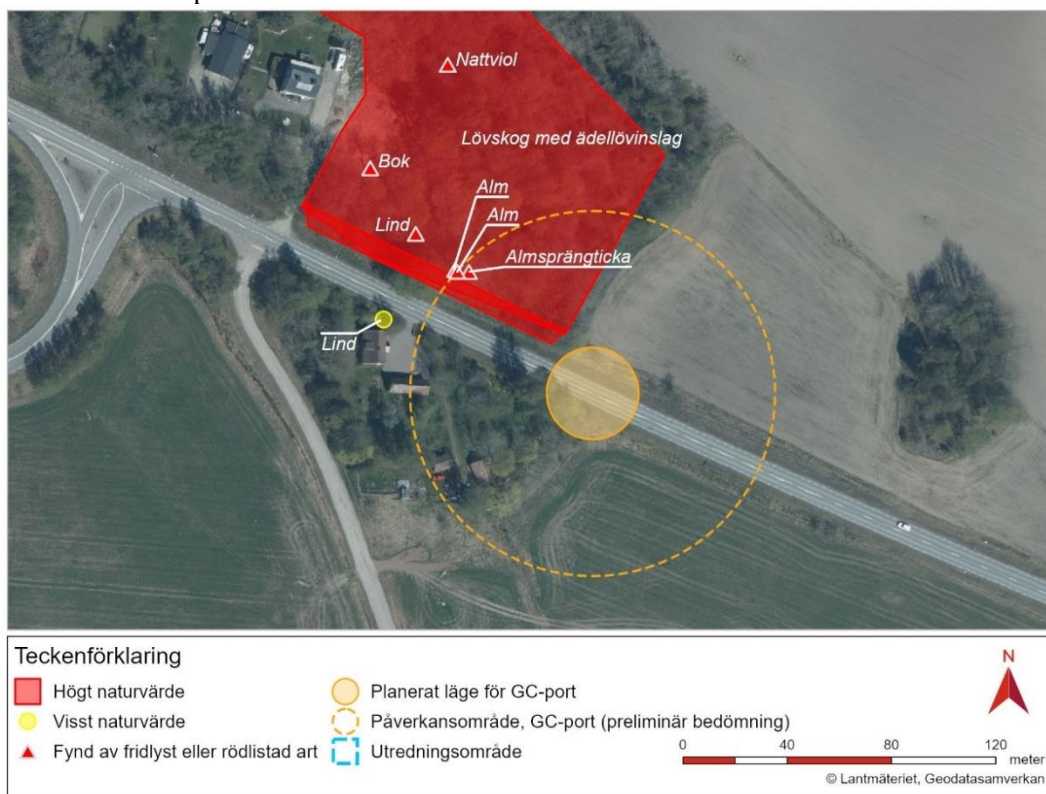 Nattviol
Lövskog med ädellövinslag
Bok
Alm
Alm
Lind
Almsprängticka
Lind
Teckenförklaring
Högt naturvärde
Visst naturvärde
Fynd av fridlyst eller rödlistad art
Planerat läge för GC-port
Påverkansområde, GC-port (preliminär bedömning)
Utredningsområde
N
0 40 80 120
meter
© Lantmäteriet, Geodatasamverkan